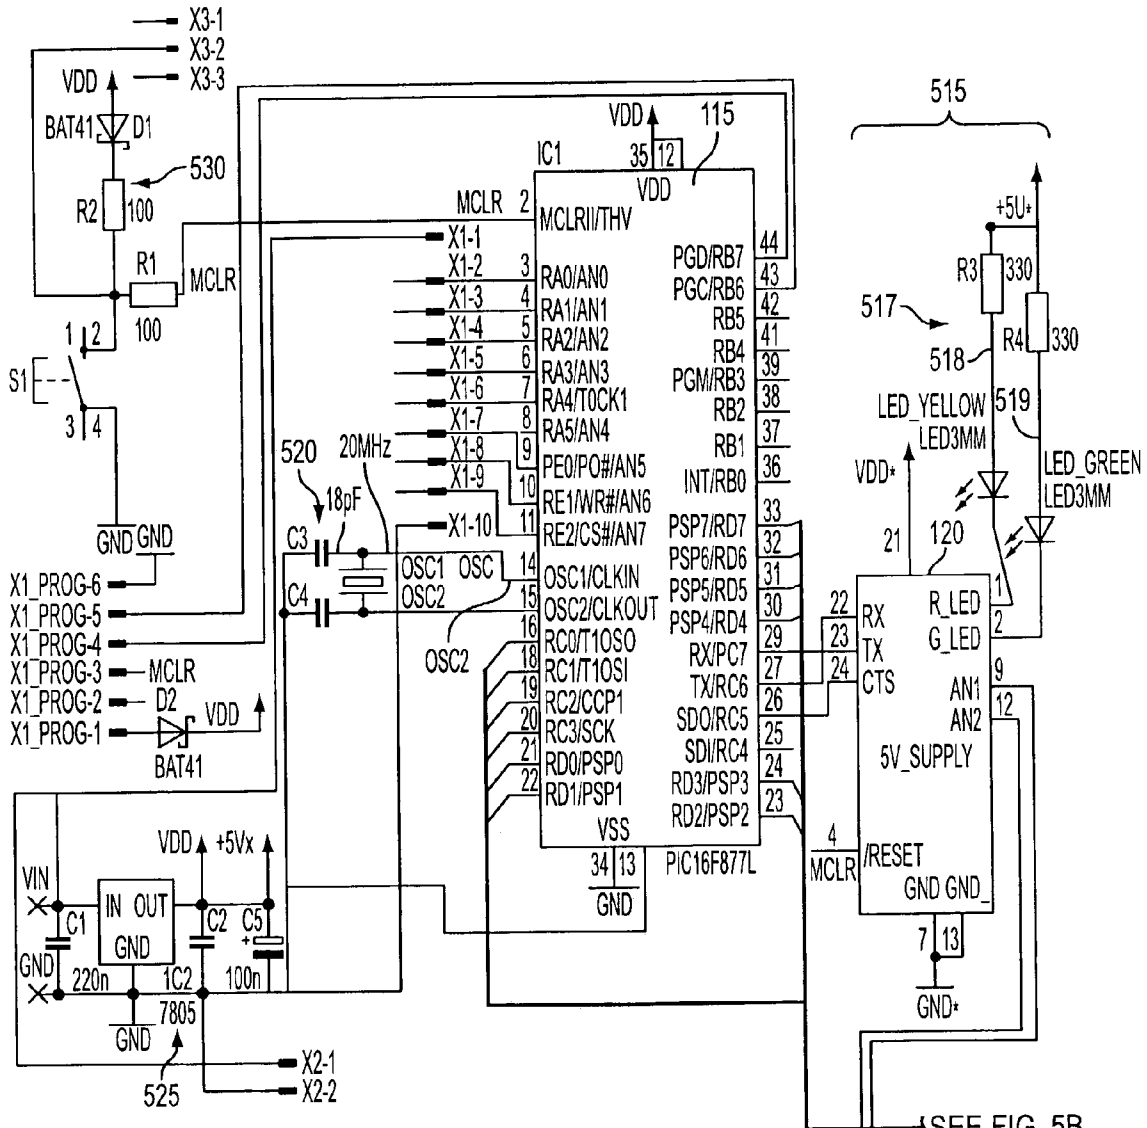 X3-1
X3-2
X3-3
VDD
BAT41
D1
530
R2
100
R1
MCLR
100
1 2
S1
3 4
GND GND
X1_PROG-6
X1_PROG-5
X1_PROG-4
X1_PROG-3
MCLR
X1_PROG-2
D2
X1_PROG-1
VDD
BAT41
VIN
VDD
+5Vx
IN OUT
GND
C1
C2
C5
+
GND
220n
1C2
100n
7805
GND
525
X2-1
X2-2
MCLR
X1-1
X1-2
X1-3
X1-4
X1-5
X1-6
X1-7
X1-8
X1-9
X1-10
520
20MHz
18pF
C3
C4
OSC1
OSC
OSC2
OSC2
VDD
115
IC1
35 12
VDD
2 MCLRII/THV
3 RA0/AN0
4 RA1/AN1
5 RA2/AN2
6 RA3/AN3
7 RA4/T0CK1
8 RA5/AN4
9 PE0/PO#/AN5
10 RE1/WR#/AN6
11 RE2/CS#/AN7
14 OSC1/CLKIN
15 OSC2/CLKOUT
16 RC0/T1OSO
18 RC1/T1OSI
19 RC2/CCP1
20 RC3/SCK
21 RD0/PSP0
22 RD1/PSP1
PGD/RB7 44
PGC/RB6 43
RB5 42
RB4 41
PGM/RB3 39
RB2 38
RB1 37
INT/RB0 36
PSP7/RD7 33
PSP6/RD6 32
PSP5/RD5 31
PSP4/RD4 30
RX/PC7 29
TX/RC6 27
SDO/RC5 26
SDI/RC4 25
RD3/PSP3 24
RD2/PSP2 23
VSS
34 13
GND
PIC16F877L
515
+5U*
R3
330
517
R4
330
518
519
LED_YELLOW
LED3MM
LED_GREEN
LED3MM
VDD*
21
120
22 RX
23 TX
24 CTS
R_LED 1
G_LED 2
AN1 9
AN2 12
5V_SUPPLY
4
MCLR
/RESET
GND GND_
7 13
GND*
SEE FIG. 5B